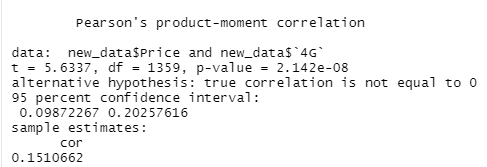 Pearson's product-moment correlation
data:  new_data$Price and new_data$`4G`
t = 5.6337, df = 1359, p-value = 2.142e-08
alternative hypothesis: true correlation is not equal to 0
95 percent confidence interval:
 0.09872267 0.20257616
sample estimates:
      cor
0.1510662